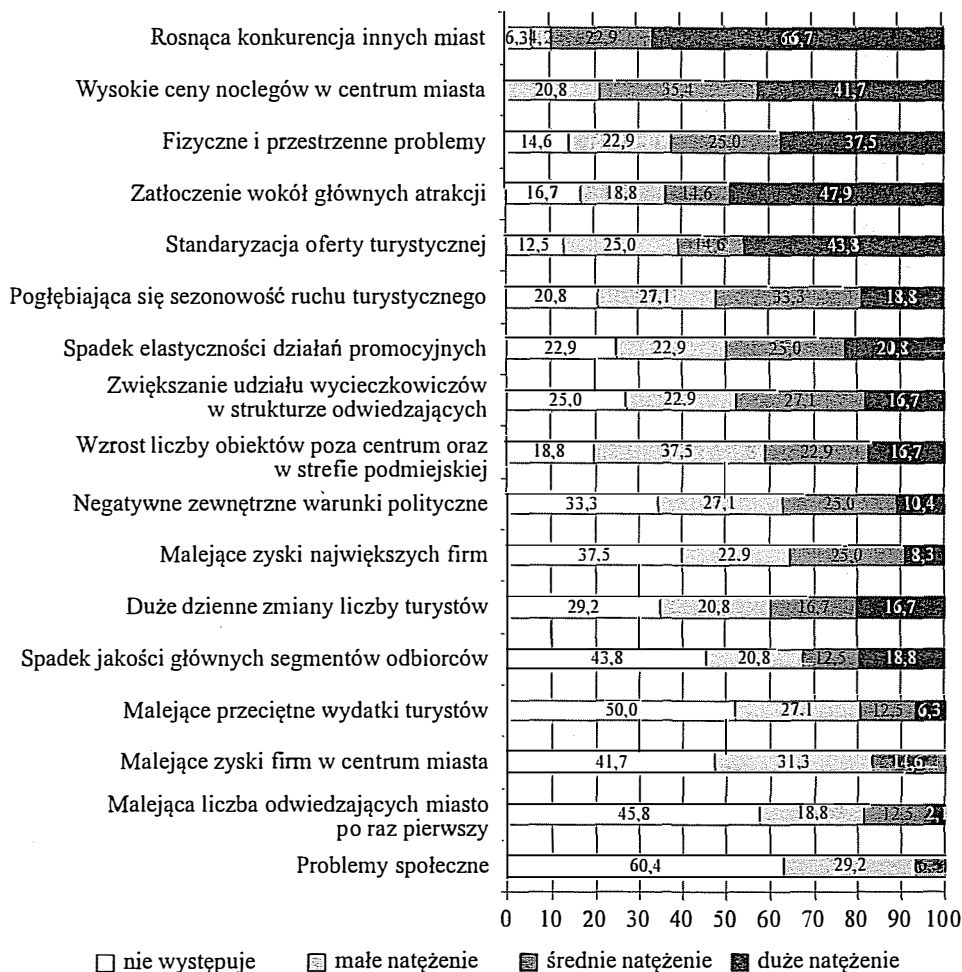 Rosnąca konkurencja innych miast 6,3 4,2 22,9 66,7
Wysokie ceny noclegów w centrum miasta 20,8 35,4 41,7
Fizyczne i przestrzenne problemy 14,6 22,9 25,0 37,5
Zatłoczenie wokół głównych atrakcji 16,7 18,8 14,6 47,9
Standaryzacja oferty turystycznej 12,5 25,0 14,6 43,8
Pogłębiająca się sezonowość ruchu turystycznego 20,8 27,1 33,3 18,8
Spadek elastyczności działań promocyjnych 22,9 22,9 25,0 20,8
Zwiększanie udziału wycieczkowiczów
w strukturze odwiedzających 25,0 22,9 27,1 16,7
Wzrost liczby obiektów poza centrum oraz
w strefie podmiejskiej 18,8 37,5 22,9 16,7
Negatywne zewnętrzne warunki polityczne 33,3 27,1 25,0 10,4
Malejące zyski największych firm 37,5 22,9 25,0 8,3
Duże dzienne zmiany liczby turystów 29,2 20,8 16,7 16,7
Spadek jakości głównych segmentów odbiorców 43,8 20,8 12,5 18,8
Malejące przeciętne wydatki turystów 50,0 27,1 12,5 6,3
Malejące zyski firm w centrum miasta 41,7 31,3 14,6
Malejąca liczba odwiedzających miasto
po raz pierwszy 45,8 18,8 12,5 2,1
Problemy społeczne 60,4 29,2 6,3
0 10 20 30 40 50 60 70 80 90 100
nie występuje małe natężenie średnie natężenie duże natężenie